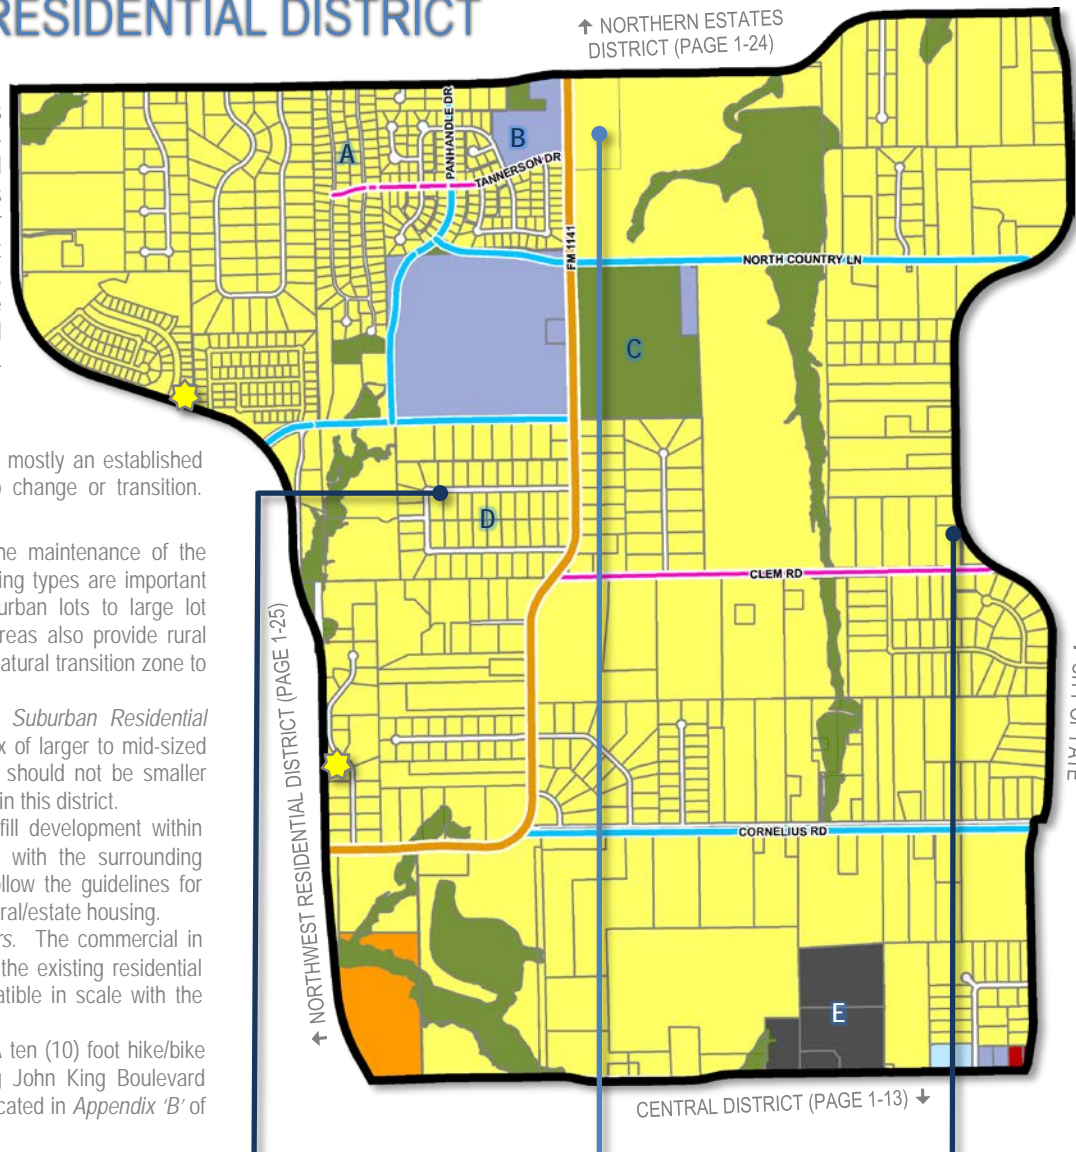 RESIDENTIAL DISTRICT
↑ NORTHERN ESTATES
DISTRICT (PAGE 1-24)
PANHANDLE DR
B
A
TANNERSON DR
FM 1141
NORTH COUNTRY LN
C
mostly an established
change or transition.
D
he maintenance of the
ing types are important
urban lots to large lot
reas also provide rural
atural transition zone to
CLEM RD
← NORTHWEST RESIDENTIAL DISTRICT (PAGE 1-25)
Suburban Residential
x of larger to mid-sized
should not be smaller
in this district.
fill development within
with the surrounding
ollow the guidelines for
ral/estate housing.
CORNELIUS RD
rs. The commercial in
the existing residential
atible in scale with the
E
A ten (10) foot hike/bike
g John King Boulevard
cated in Appendix 'B' of
CENTRAL DISTRICT (PAGE 1-13) ↓